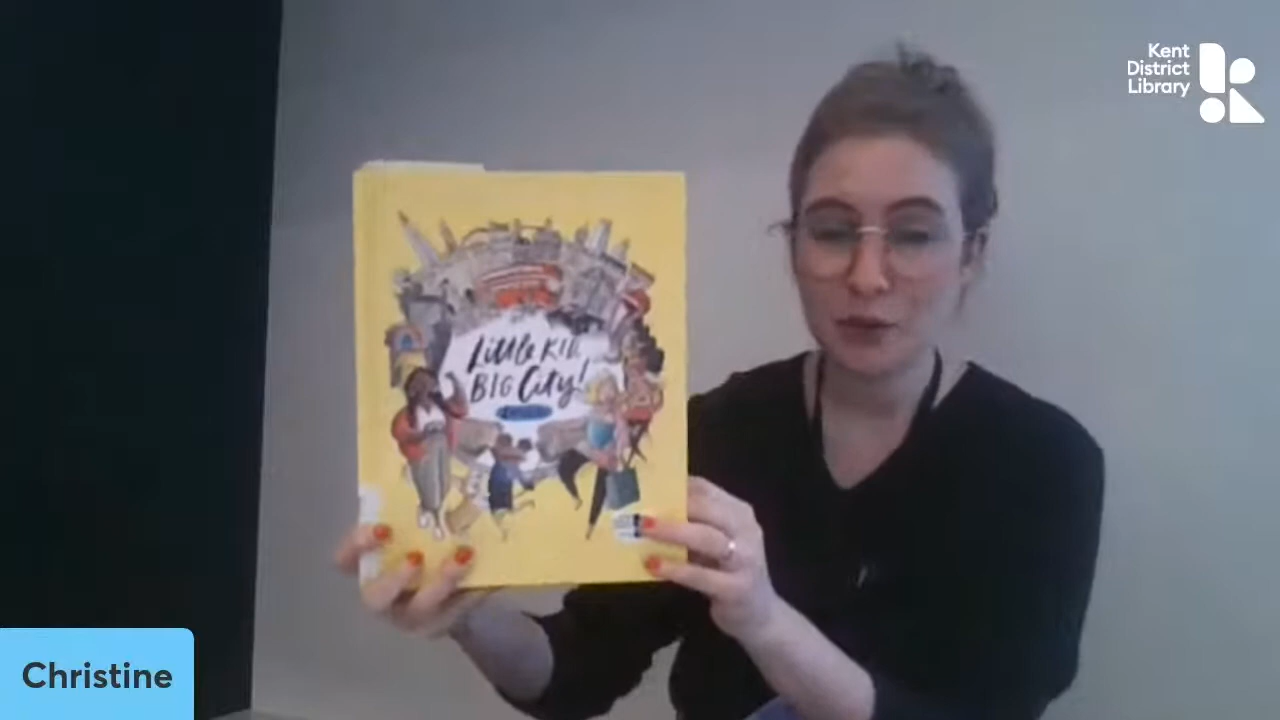 Kent
District
Library
Little Kid,
BIG City!
Christine